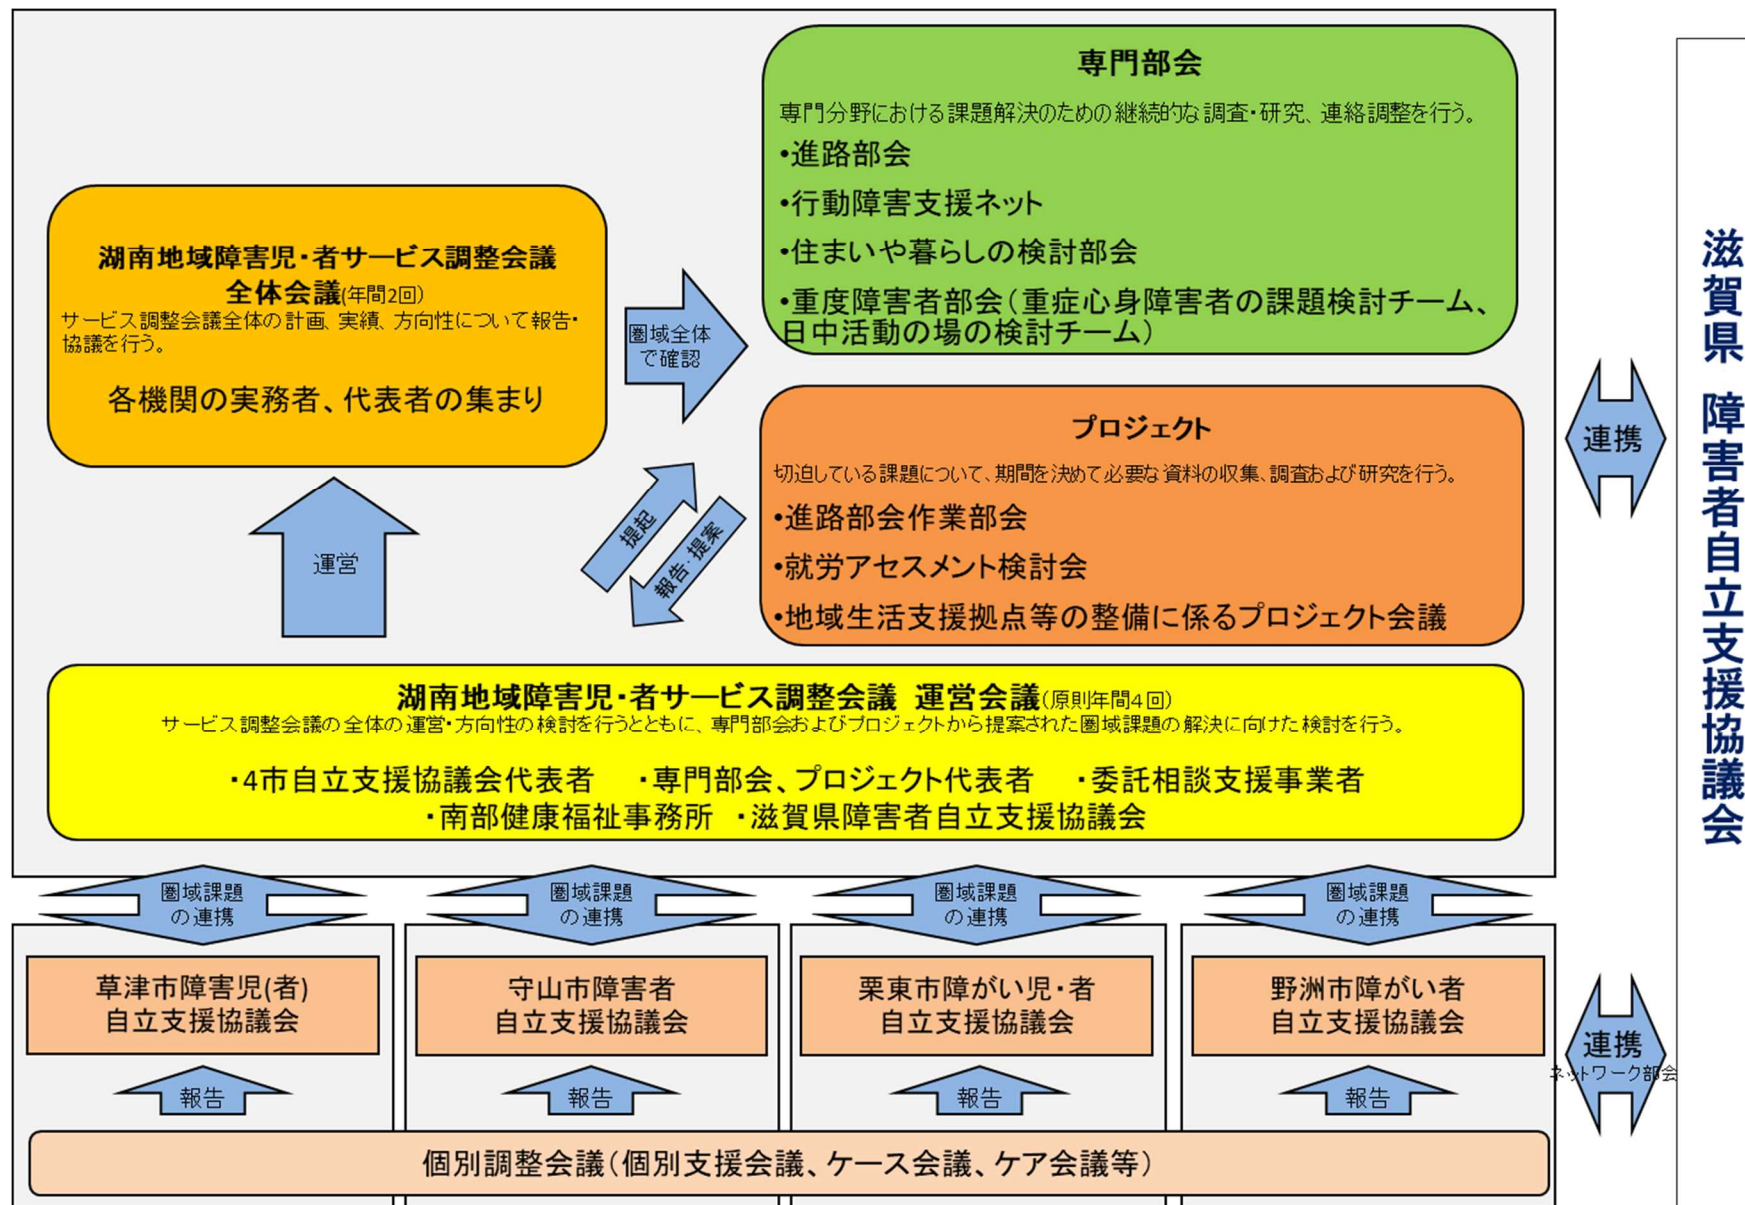 専門部会
専門分野における課題解決のための継続的な調査・研究、連絡調整を行う。
・進路部会
・行動障害支援ネット
・住まいや暮らしの検討部会
・重度障害者部会(重症心身障害者の課題検討チーム、
日中活動の場の検討チーム)
湖南地域障害児・者サービス調整会議
全体会議(年間2回)
サービス調整会議全体の計画、実績、方向性について報告・
協議を行う。
各機関の実務者、代表者の集まり
圏域全体
で確認
プロジェクト
切迫している課題について、期間を決めて必要な資料の収集、調査および研究を行う。
・進路部会作業部会
・就労アセスメント検討会
・地域生活支援拠点等の整備に係るプロジェクト会議
運営
提起
報告・提案
湖南地域障害児・者サービス調整会議 運営会議(原則年間4回)
サービス調整会議の全体の運営・方向性の検討を行うとともに、専門部会およびプロジェクトから提案された圏域課題の解決に向けた検討を行う。
・4市自立支援協議会代表者 ・専門部会、プロジェクト代表者 ・委託相談支援事業者
・南部健康福祉事務所 ・滋賀県障害者自立支援協議会
圏域課題
の連携
圏域課題
の連携
圏域課題
の連携
圏域課題
の連携
草津市障害児(者)
自立支援協議会
守山市障害者
自立支援協議会
栗東市障がい児・者
自立支援協議会
野洲市障がい者
自立支援協議会
報告
報告
報告
報告
個別調整会議(個別支援会議、ケース会議、ケア会議等)
連携
連携
ネットワーク部会
滋賀県 障害者自立支援協議会